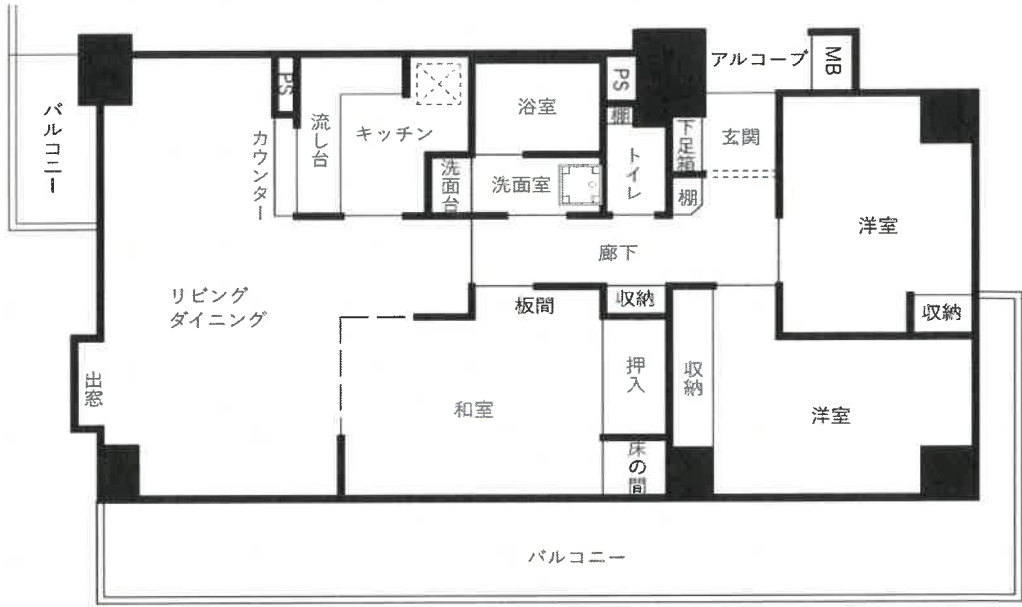 アルコーブ
MB
PS
PS
バルコニー
カウンター
流し台
キッチン
浴室
棚
トイレ
下足箱
玄関
洗面台
洗面室
棚
洋室
廊下
リビング
ダイニング
板間
収納
収納
出窓
和室
押入
収納
洋室
床の間
バルコニー